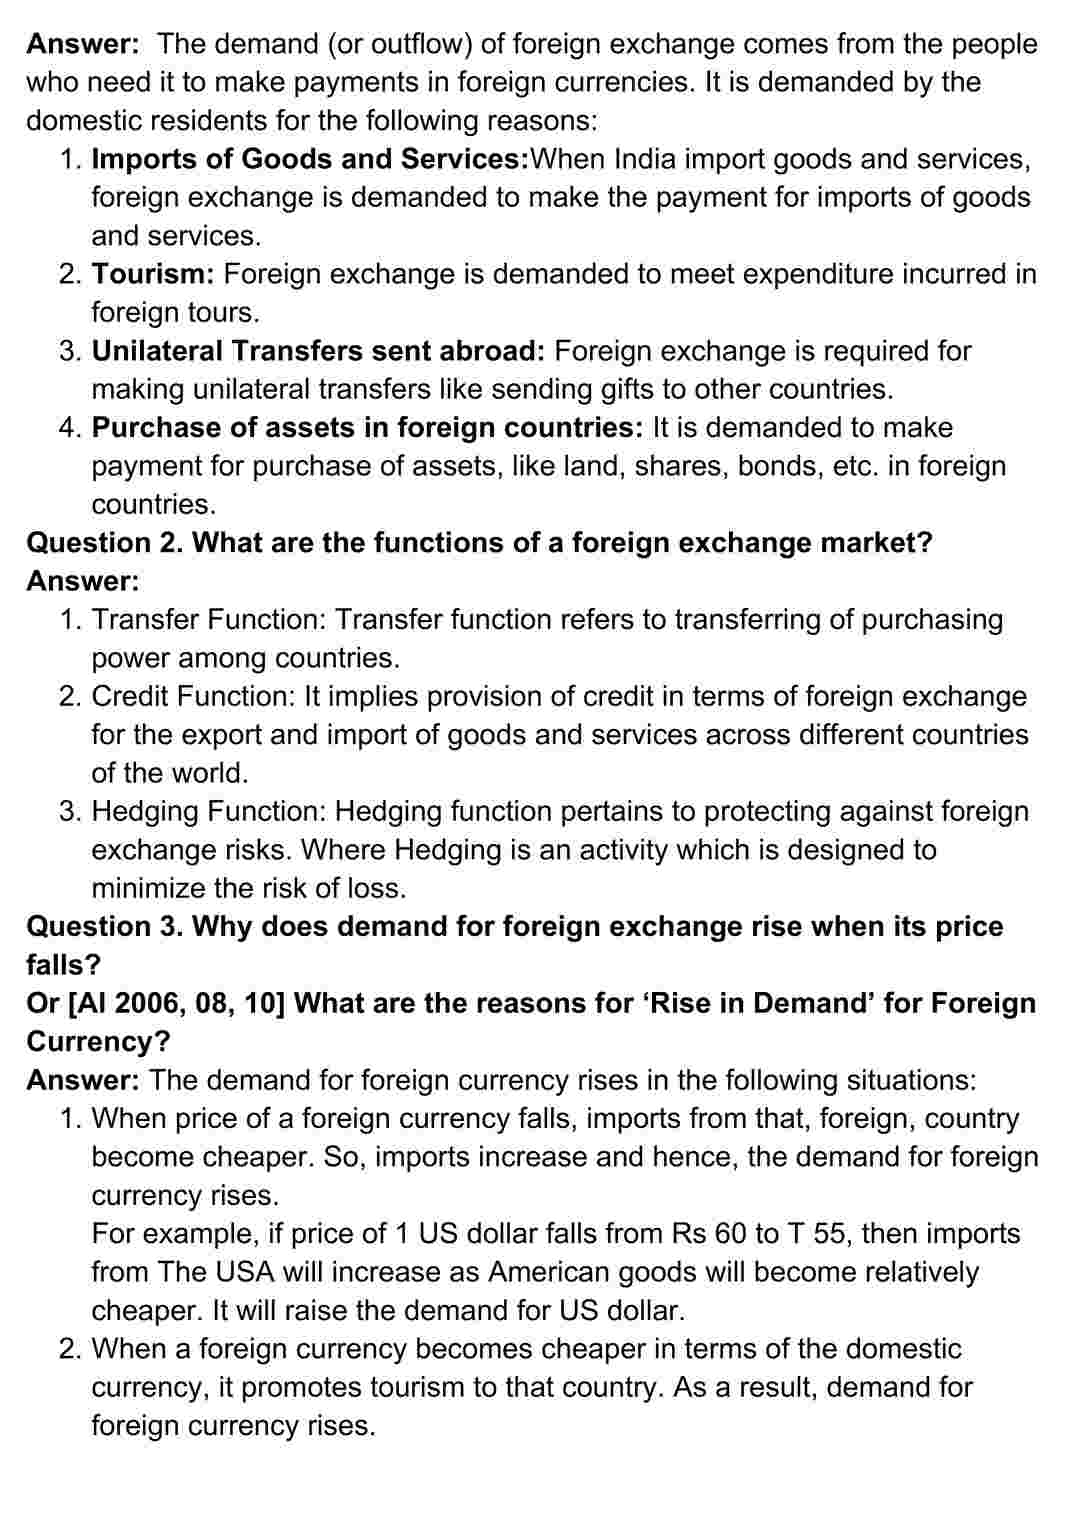 Answer:  The demand (or outflow) of foreign exchange comes from the people
who need it to make payments in foreign currencies. It is demanded by the
domestic residents for the following reasons:
1. Imports of Goods and Services:When India import goods and services,
foreign exchange is demanded to make the payment for imports of goods
and services.
2. Tourism: Foreign exchange is demanded to meet expenditure incurred in
foreign tours.
3. Unilateral Transfers sent abroad: Foreign exchange is required for
making unilateral transfers like sending gifts to other countries.
4. Purchase of assets in foreign countries: It is demanded to make
payment for purchase of assets, like land, shares, bonds, etc. in foreign
countries.
Question 2. What are the functions of a foreign exchange market?
Answer:
1. Transfer Function: Transfer function refers to transferring of purchasing
power among countries.
2. Credit Function: It implies provision of credit in terms of foreign exchange
for the export and import of goods and services across different countries
of the world.
3. Hedging Function: Hedging function pertains to protecting against foreign
exchange risks. Where Hedging is an activity which is designed to
minimize the risk of loss.
Question 3. Why does demand for foreign exchange rise when its price
falls?
Or [AI 2006, 08, 10] What are the reasons for ‘Rise in Demand’ for Foreign
Currency?
Answer: The demand for foreign currency rises in the following situations:
1. When price of a foreign currency falls, imports from that, foreign, country
become cheaper. So, imports increase and hence, the demand for foreign
currency rises.
For example, if price of 1 US dollar falls from Rs 60 to T 55, then imports
from The USA will increase as American goods will become relatively
cheaper. It will raise the demand for US dollar.
2. When a foreign currency becomes cheaper in terms of the domestic
currency, it promotes tourism to that country. As a result, demand for
foreign currency rises.